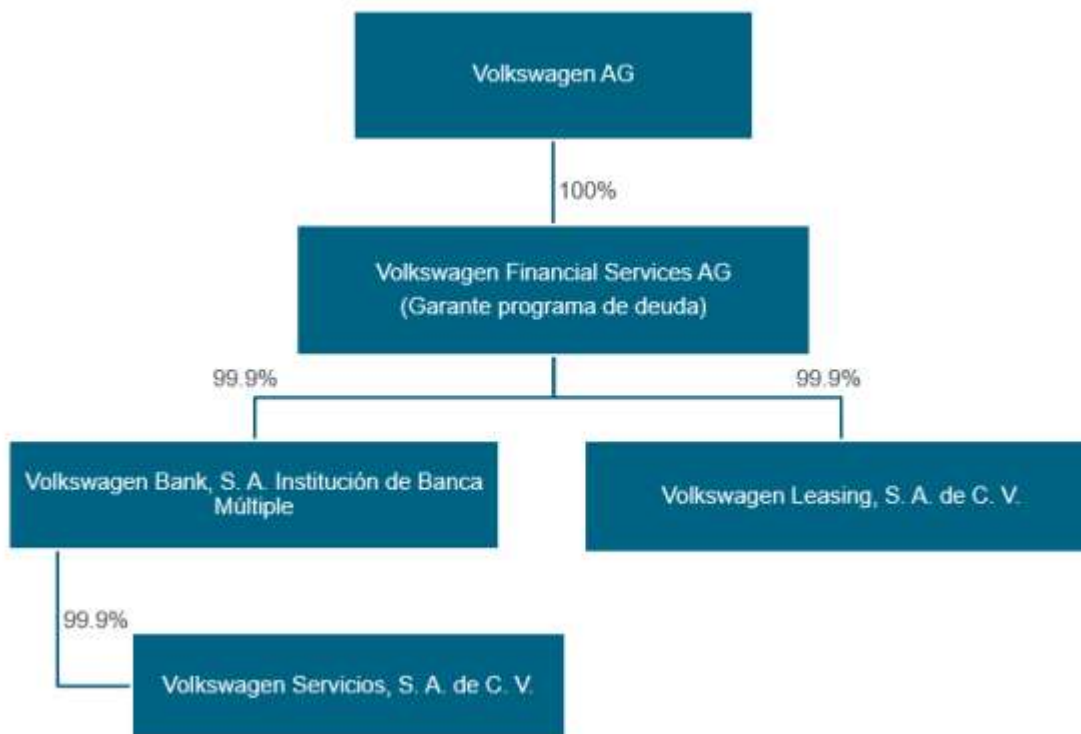 Volkswagen AG
100%
Volkswagen Financial Services AG
(Garante programa de deuda)
99.9%
99.9%
Volkswagen Bank, S. A. Institución de Banca
Múltiple
Volkswagen Leasing, S. A. de C. V.
99.9%
Volkswagen Servicios, S. A. de C. V.